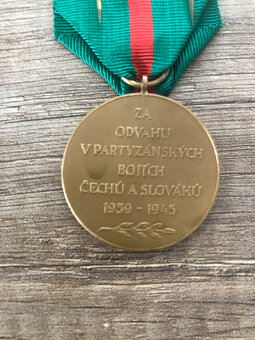 ZA
ODVAHU
V PARTYZÁNSKÝCH
BOJÍCH
ČECHŮ A SLOVÁKŮ
1939 - 1945